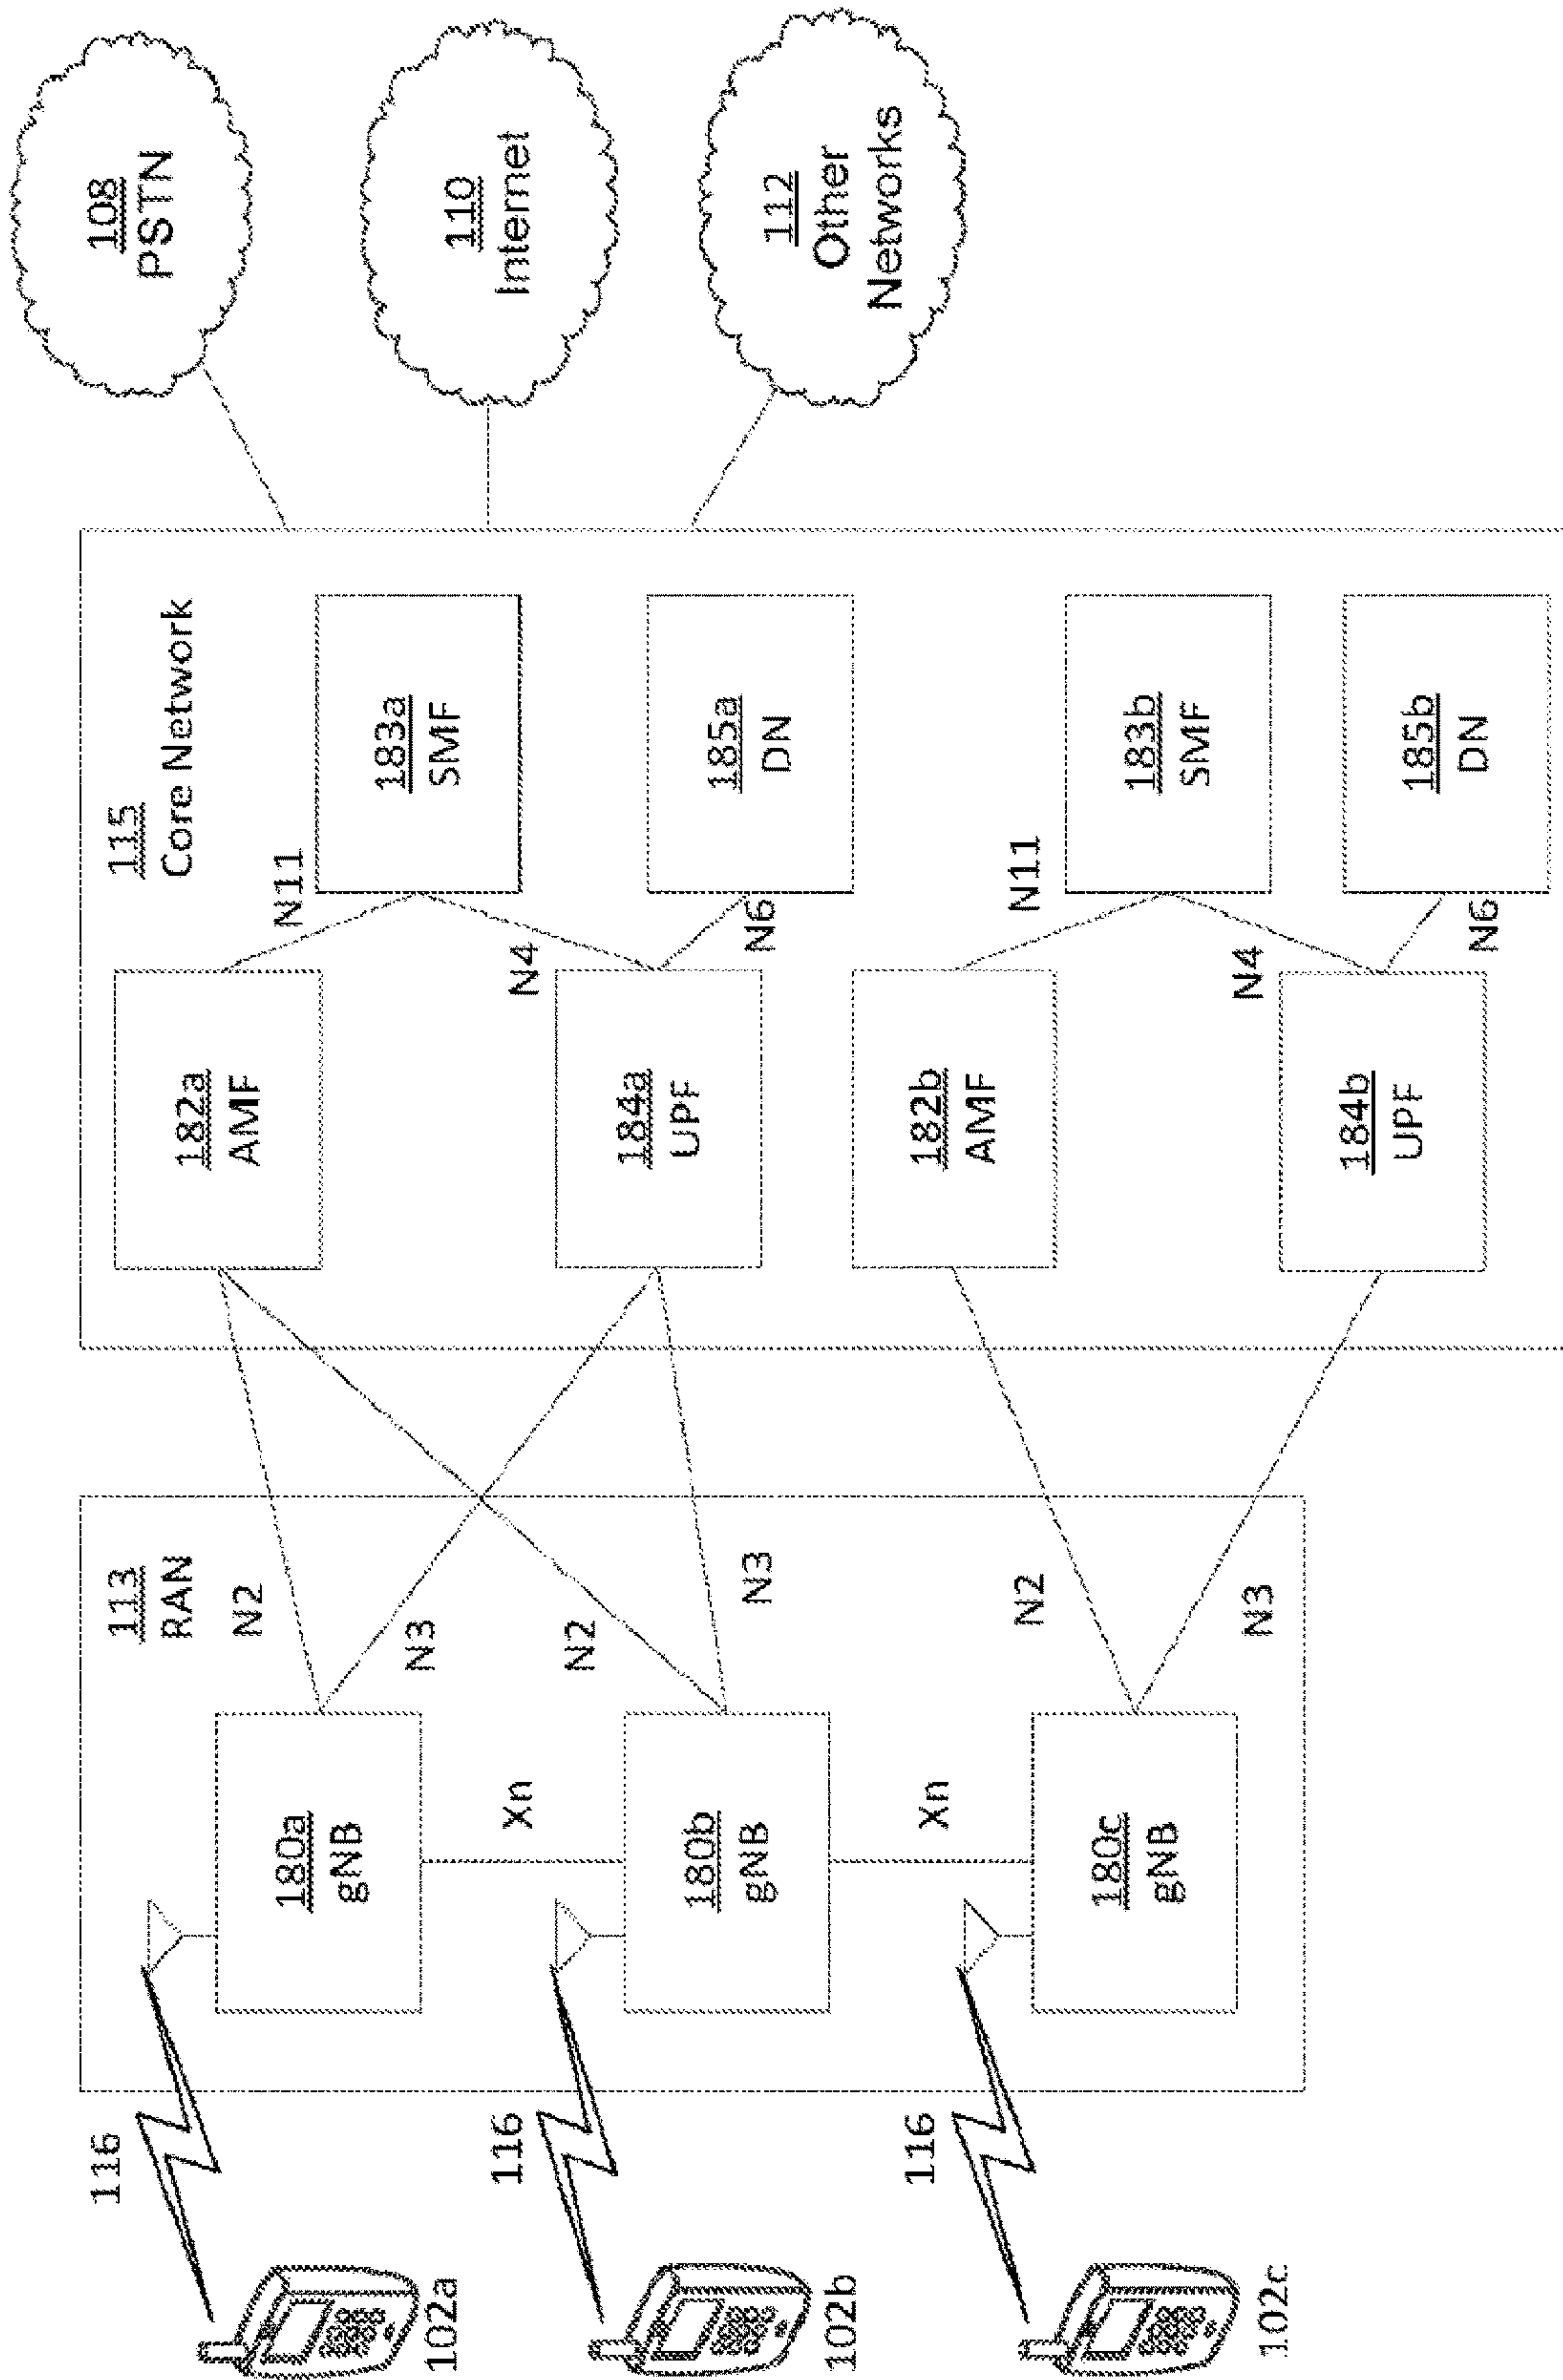 102a
102b
102c
116
116
116
113
RAN
180a
gNB
Xn
180b
gNB
Xn
180c
gNB
N2
N3
N2
N3
N2
N3
115
Core Network
182a
AMF
N11
183a
SMF
N4
184a
UPF
N6
185a
DN
182b
AMF
N11
183b
SMF
N4
184b
UPF
N6
185b
DN
108
PSTN
110
Internet
112
Other
Networks